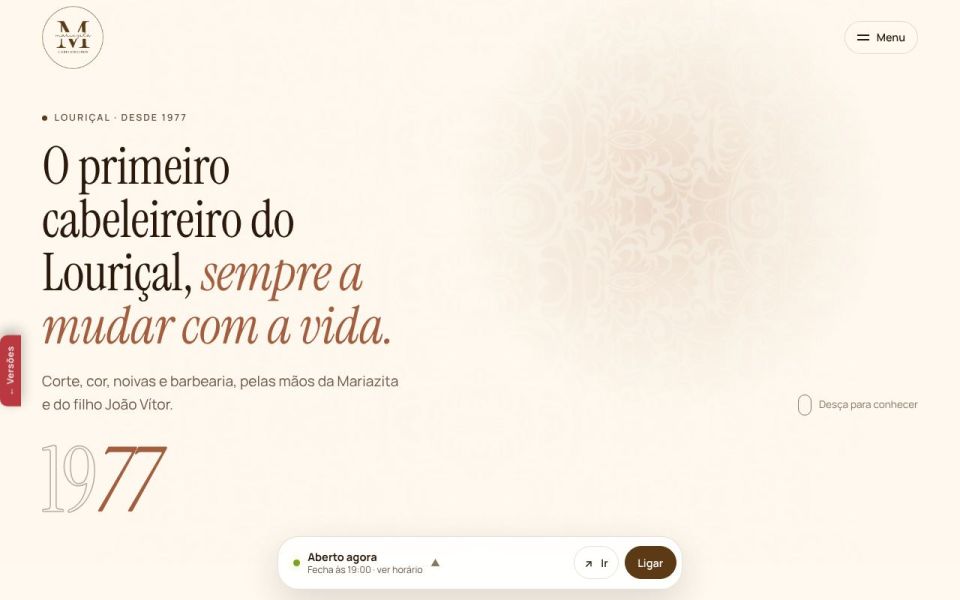 M
mariazita
Menu
LOURIÇAL · DESDE 1977
O primeiro
cabeleireiro do
Louriçal, sempre a
mudar com a vida.
← Versões
Corte, cor, noivas e barbearia, pelas mãos da Mariazita
e do filho João Vítor.
Desça para conhecer
1977
Aberto agora
Fecha às 19:00 · ver horário
Ir
Ligar